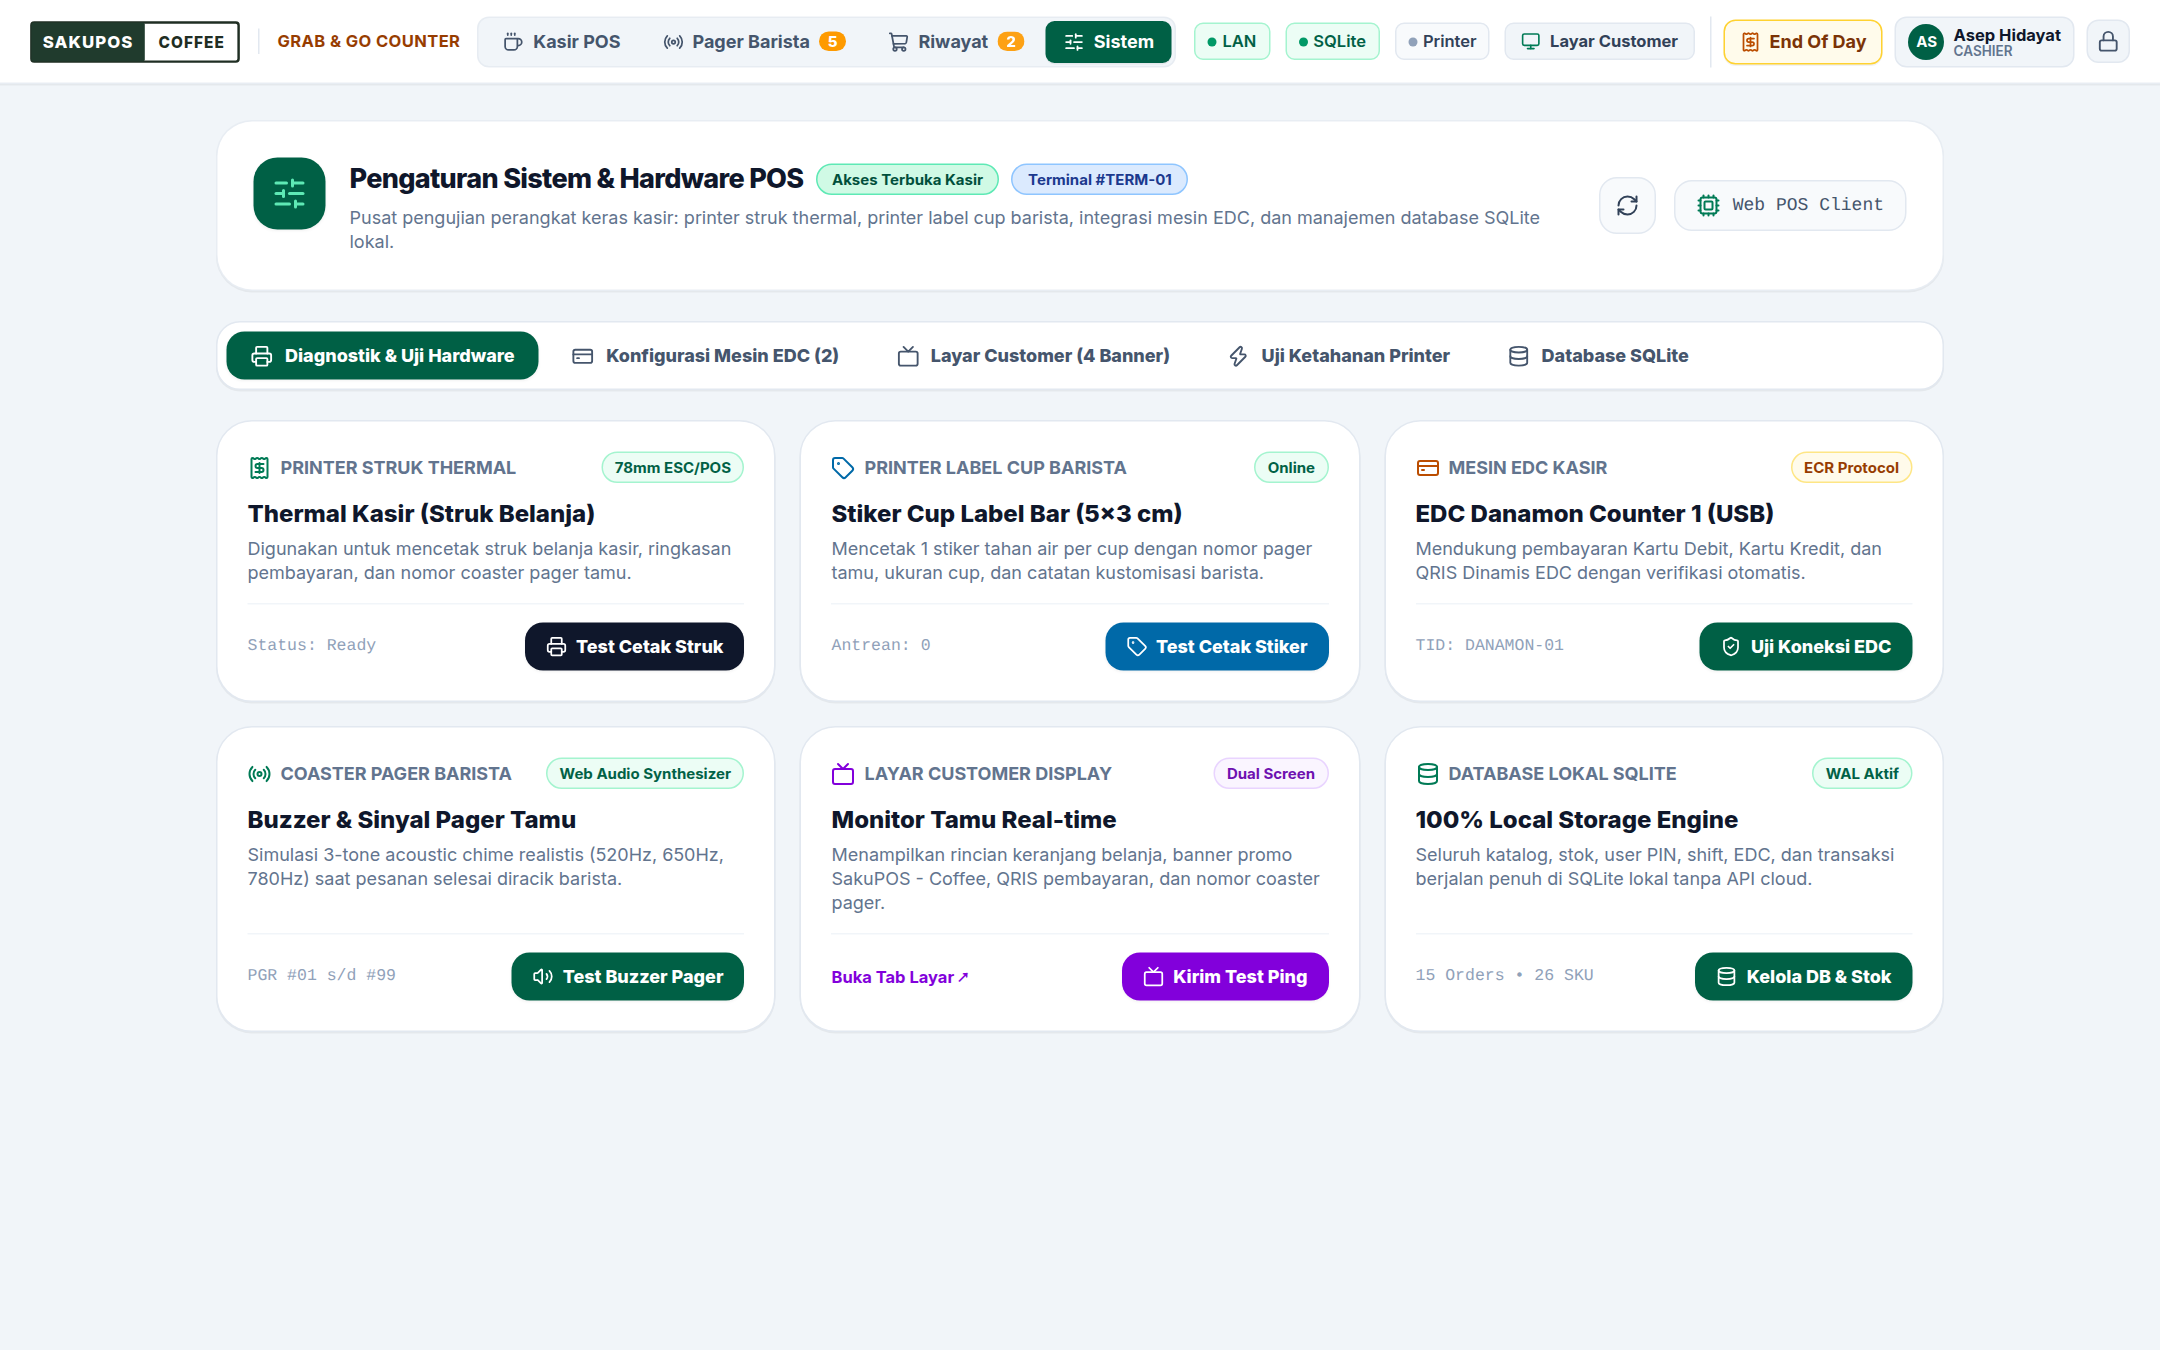 SAKUPOS COFFEE GRAB & GO COUNTER Kasir POS Pager Barista 5 Riwayat 2 Sistem LAN SQLite Printer Layar Customer End Of Day AS Asep Hidayat
CASHIER
Pengaturan Sistem & Hardware POS Akses Terbuka Kasir Terminal #TERM-01
Pusat pengujian perangkat keras kasir: printer struk thermal, printer label cup barista, integrasi mesin EDC, dan manajemen database SQLite
lokal.
Web POS Client
Diagnostik & Uji Hardware Konfigurasi Mesin EDC (2) Layar Customer (4 Banner) Uji Ketahanan Printer Database SQLite
PRINTER STRUK THERMAL 78mm ESC/POS
Thermal Kasir (Struk Belanja)
Digunakan untuk mencetak struk belanja kasir, ringkasan
pembayaran, dan nomor coaster pager tamu.
Status: Ready Test Cetak Struk
PRINTER LABEL CUP BARISTA Online
Stiker Cup Label Bar (5×3 cm)
Mencetak 1 stiker tahan air per cup dengan nomor pager
tamu, ukuran cup, dan catatan kustomisasi barista.
Antrean: 0 Test Cetak Stiker
MESIN EDC KASIR ECR Protocol
EDC Danamon Counter 1 (USB)
Mendukung pembayaran Kartu Debit, Kartu Kredit, dan
QRIS Dinamis EDC dengan verifikasi otomatis.
TID: DANAMON-01 Uji Koneksi EDC
COASTER PAGER BARISTA Web Audio Synthesizer
Buzzer & Sinyal Pager Tamu
Simulasi 3-tone acoustic chime realistis (520Hz, 650Hz,
780Hz) saat pesanan selesai diracik barista.
PGR #01 s/d #99 Test Buzzer Pager
LAYAR CUSTOMER DISPLAY Dual Screen
Monitor Tamu Real-time
Menampilkan rincian keranjang belanja, banner promo
SakuPOS - Coffee, QRIS pembayaran, dan nomor coaster
pager.
Buka Tab Layar ↗ Kirim Test Ping
DATABASE LOKAL SQLITE WAL Aktif
100% Local Storage Engine
Seluruh katalog, stok, user PIN, shift, EDC, dan transaksi
berjalan penuh di SQLite lokal tanpa API cloud.
15 Orders • 26 SKU Kelola DB & Stok